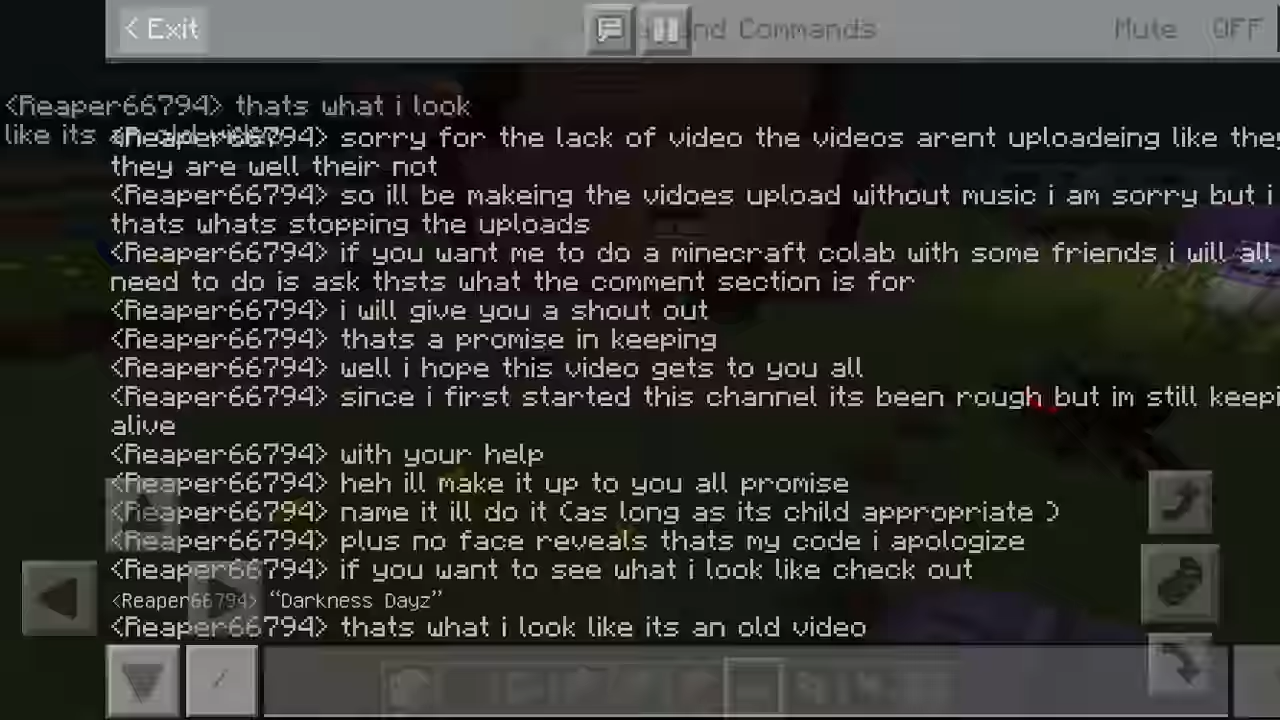 < Exit
and Commands
Mute OFF
<Reaper66794> thats what i look
like its an old video
<Reaper66794> sorry for the lack of video the videos arent uploadeing like they
they are well their not
<Reaper66794> so ill be makeing the vidoes upload without music i am sorry but i
thats whats stopping the uploads
<Reaper66794> if you want me to do a minecraft colab with some friends i will all
need to do is ask thsts what the comment section is for
<Reaper66794> i will give you a shout out
<Reaper66794> thats a promise in keeping
<Reaper66794> well i hope this video gets to you all
<Reaper66794> since i first started this channel its been rough but im still keepi
alive
<Reaper66794> with your help
<Reaper66794> heh ill make it up to you all promise
<Reaper66794> name it ill do it (as long as its child appropriate )
<Reaper66794> plus no face reveals thats my code i apologize
<Reaper66794> if you want to see what i look like check out
<Reaper66794> “Darkness Dayz”
<Reaper66794> thats what i look like its an old video
/